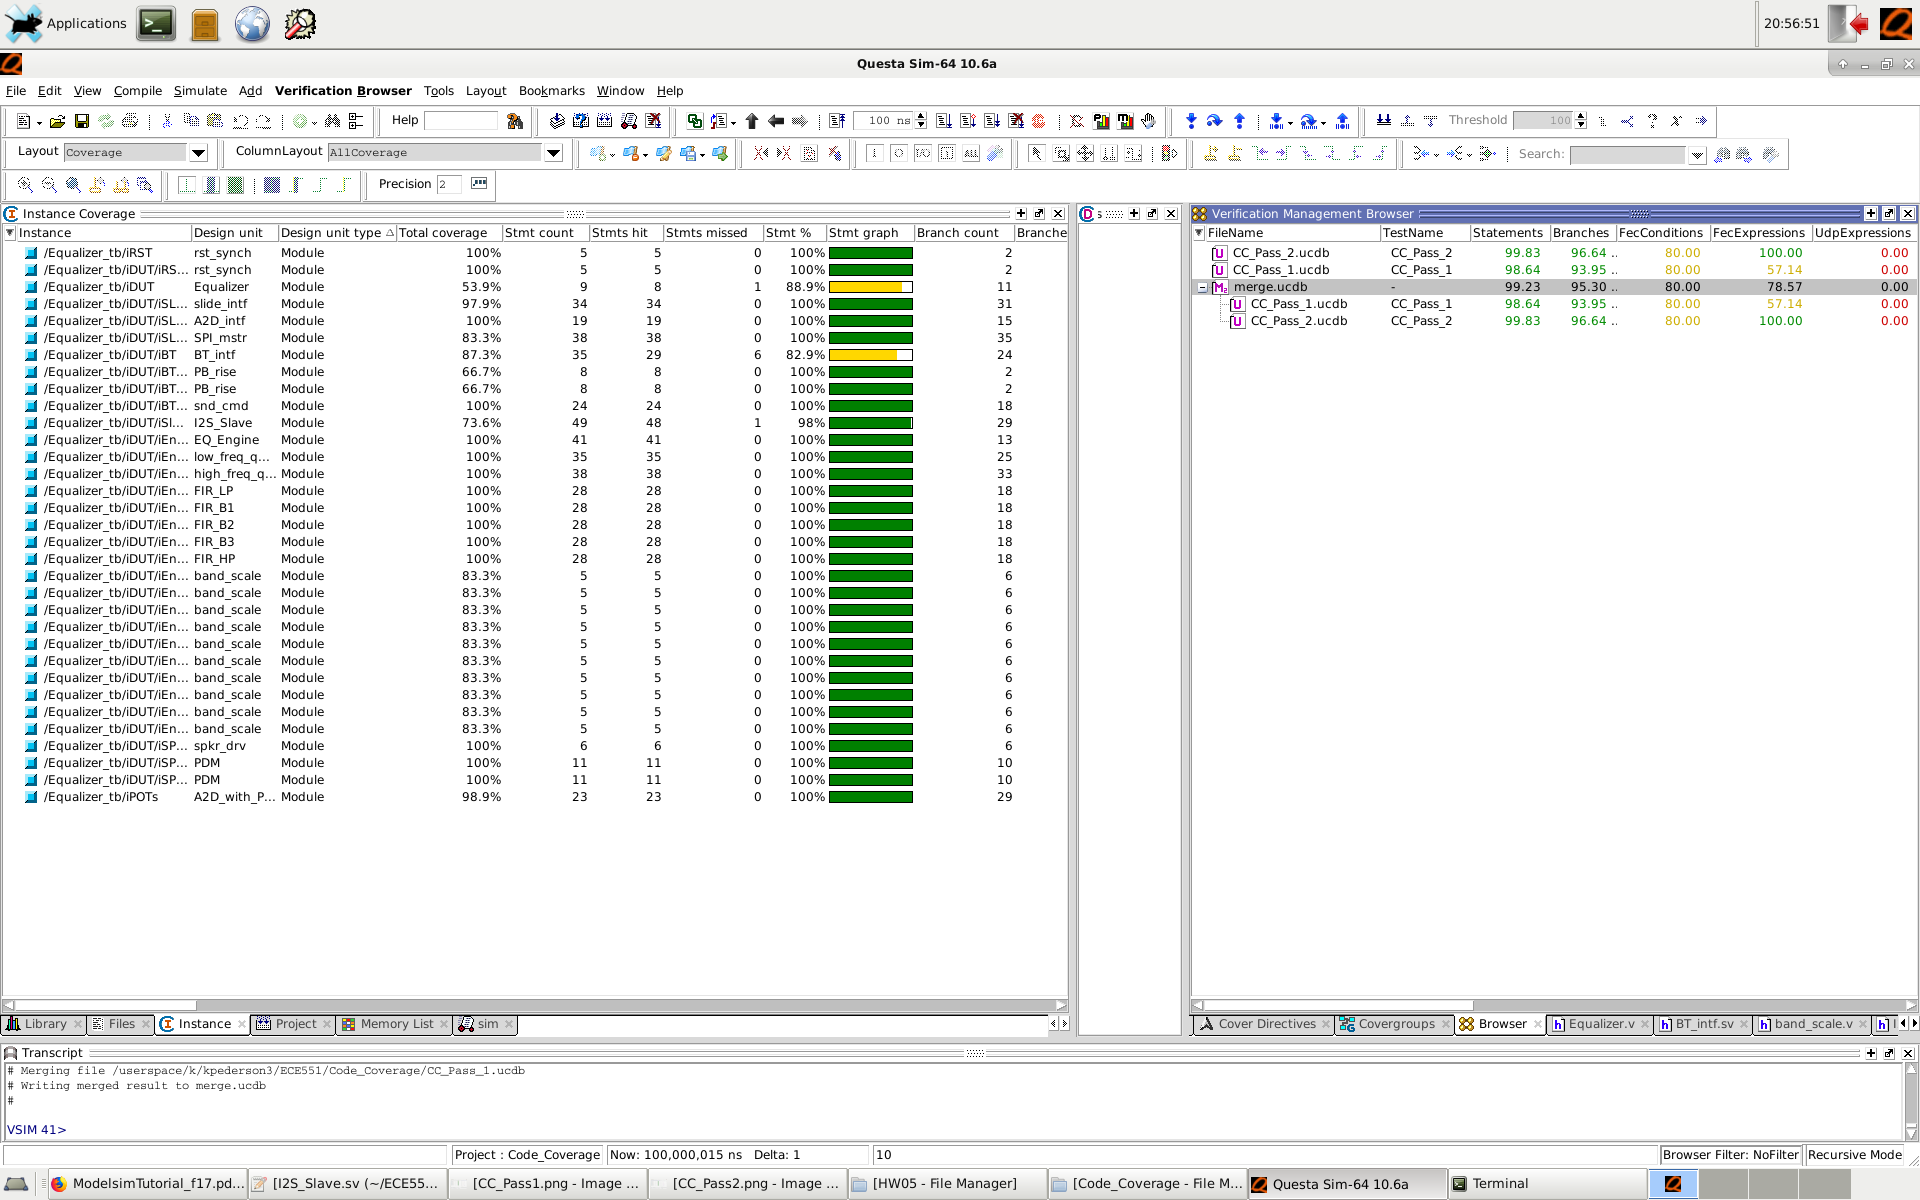 Applications
20:56:51
Questa Sim-64 10.6a
File Edit View Compile Simulate Add Verification Browser Tools Layout Bookmarks Window Help
Help 100 ns Threshold 100
Layout Coverage ColumnLayout AllCoverage Search:
Precision 2
Instance Coverage
Instance Design unit Design unit type Total coverage Stmt count Stmts hit Stmts missed Stmt % Stmt graph Branch count Branche
/Equalizer_tb/iRST rst_synch Module 100% 5 5 0 100% 2
/Equalizer_tb/iDUT/iRS... rst_synch Module 100% 5 5 0 100% 2
/Equalizer_tb/iDUT Equalizer Module 53.9% 9 8 1 88.9% 11
/Equalizer_tb/iDUT/iSL... slide_intf Module 97.9% 34 34 0 100% 31
/Equalizer_tb/iDUT/iSL... A2D_intf Module 100% 19 19 0 100% 15
/Equalizer_tb/iDUT/iSL... SPI_mstr Module 83.3% 38 38 0 100% 35
/Equalizer_tb/iDUT/iBT BT_intf Module 87.3% 35 29 6 82.9% 24
/Equalizer_tb/iDUT/iBT... PB_rise Module 66.7% 8 8 0 100% 2
/Equalizer_tb/iDUT/iBT... PB_rise Module 66.7% 8 8 0 100% 2
/Equalizer_tb/iDUT/iBT... snd_cmd Module 100% 24 24 0 100% 18
/Equalizer_tb/iDUT/iSl... I2S_Slave Module 73.6% 49 48 1 98% 29
/Equalizer_tb/iDUT/iEn... EQ_Engine Module 100% 41 41 0 100% 13
/Equalizer_tb/iDUT/iEn... low_freq_q... Module 100% 35 35 0 100% 25
/Equalizer_tb/iDUT/iEn... high_freq_q... Module 100% 38 38 0 100% 33
/Equalizer_tb/iDUT/iEn... FIR_LP Module 100% 28 28 0 100% 18
/Equalizer_tb/iDUT/iEn... FIR_B1 Module 100% 28 28 0 100% 18
/Equalizer_tb/iDUT/iEn... FIR_B2 Module 100% 28 28 0 100% 18
/Equalizer_tb/iDUT/iEn... FIR_B3 Module 100% 28 28 0 100% 18
/Equalizer_tb/iDUT/iEn... FIR_HP Module 100% 28 28 0 100% 18
/Equalizer_tb/iDUT/iEn... band_scale Module 83.3% 5 5 0 100% 6
/Equalizer_tb/iDUT/iEn... band_scale Module 83.3% 5 5 0 100% 6
/Equalizer_tb/iDUT/iEn... band_scale Module 83.3% 5 5 0 100% 6
/Equalizer_tb/iDUT/iEn... band_scale Module 83.3% 5 5 0 100% 6
/Equalizer_tb/iDUT/iEn... band_scale Module 83.3% 5 5 0 100% 6
/Equalizer_tb/iDUT/iEn... band_scale Module 83.3% 5 5 0 100% 6
/Equalizer_tb/iDUT/iEn... band_scale Module 83.3% 5 5 0 100% 6
/Equalizer_tb/iDUT/iEn... band_scale Module 83.3% 5 5 0 100% 6
/Equalizer_tb/iDUT/iEn... band_scale Module 83.3% 5 5 0 100% 6
/Equalizer_tb/iDUT/iEn... band_scale Module 83.3% 5 5 0 100% 6
/Equalizer_tb/iDUT/iSP... spkr_drv Module 100% 6 6 0 100% 6
/Equalizer_tb/iDUT/iSP... PDM Module 100% 11 11 0 100% 10
/Equalizer_tb/iDUT/iSP... PDM Module 100% 11 11 0 100% 10
/Equalizer_tb/iPOTs A2D_with_P... Module 98.9% 23 23 0 100% 29
Verification Management Browser
FileName TestName Statements Branches FecConditions FecExpressions UdpExpressions
CC_Pass_2.ucdb CC_Pass_2 99.83 96.64 .. 80.00 100.00 0.00
CC_Pass_1.ucdb CC_Pass_1 98.64 93.95 .. 80.00 57.14 0.00
merge.ucdb - 99.23 95.30 .. 80.00 78.57 0.00
CC_Pass_1.ucdb CC_Pass_1 98.64 93.95 .. 80.00 57.14 0.00
CC_Pass_2.ucdb CC_Pass_2 99.83 96.64 .. 80.00 100.00 0.00
Library Files Instance Project Memory List sim
Cover Directives Covergroups Browser Equalizer.v BT_intf.sv band_scale.v
Transcript
# Merging file /userspace/k/kpederson3/ECE551/Code_Coverage/CC_Pass_1.ucdb
# Writing merged result to merge.ucdb
#
VSIM 41>
Project : Code_Coverage Now: 100,000,015 ns Delta: 1 10 Browser Filter: NoFilter Recursive Mode
ModelsimTutorial_f17.pd... [I2S_Slave.sv (~/ECE55... [CC_Pass1.png - Image ... [CC_Pass2.png - Image ... [HW05 - File Manager] [Code_Coverage - File M... Questa Sim-64 10.6a Terminal